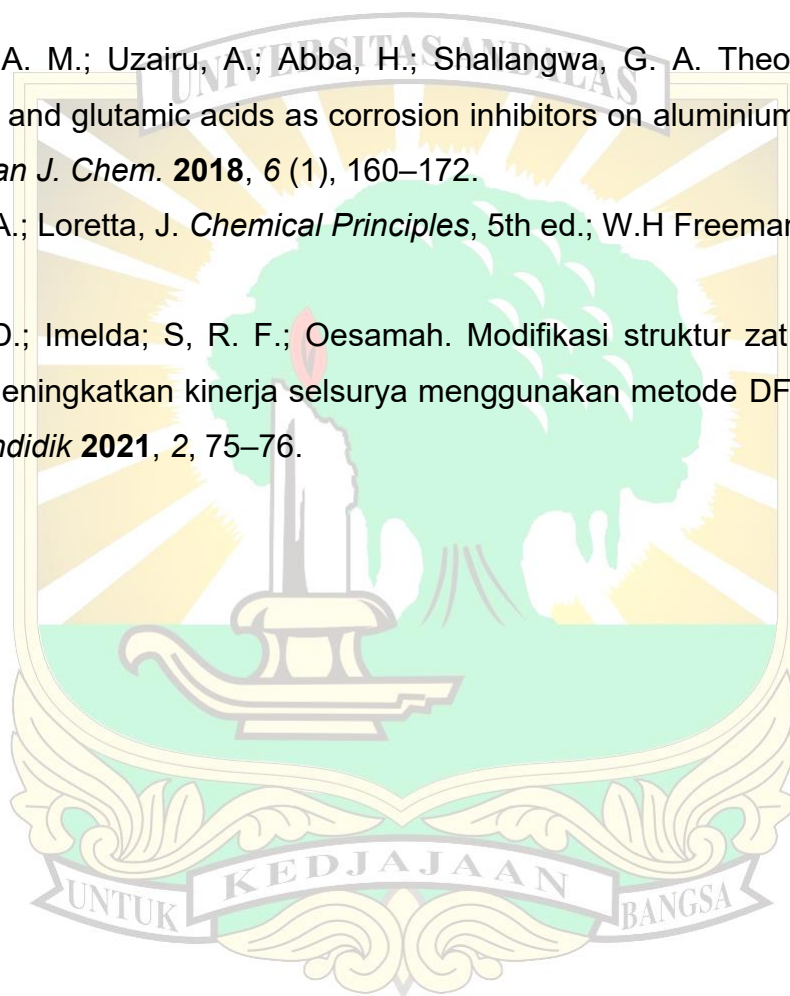 UNIVERSITAS ANDALAS
A. M.; Uzairu, A.; Abba, H.; Shallangwa, G. A. Theo
and glutamic acids as corrosion inhibitors on aluminium
an J. Chem. 2018, 6 (1), 160–172.
A.; Loretta, J. Chemical Principles, 5th ed.; W.H Freeman
D.; Imelda; S, R. F.; Oesamah. Modifikasi struktur zat
eningkatkan kinerja selsurya menggunakan metode DF
ndidik 2021, 2, 75–76.
UNTUK KEDJAJAAN BANGSA